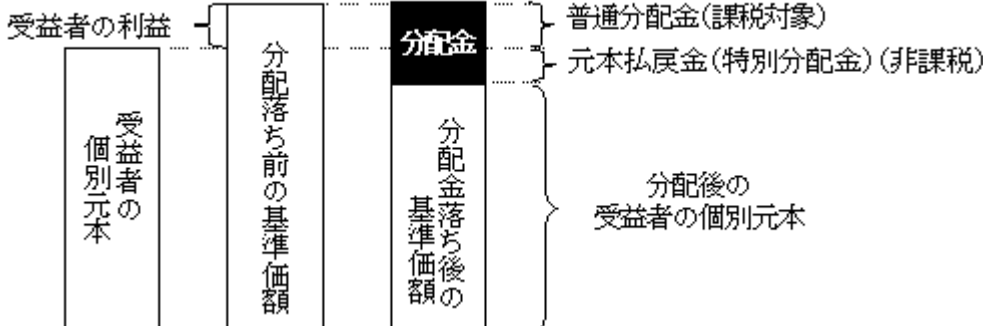 受益者の利益
受益者の
個別元本
分配落ち前の基準価額
分配金
分配金落ち後の
基準価額
普通分配金(課税対象)
元本払戻金(特別分配金)(非課税)
分配後の
受益者の個別元本